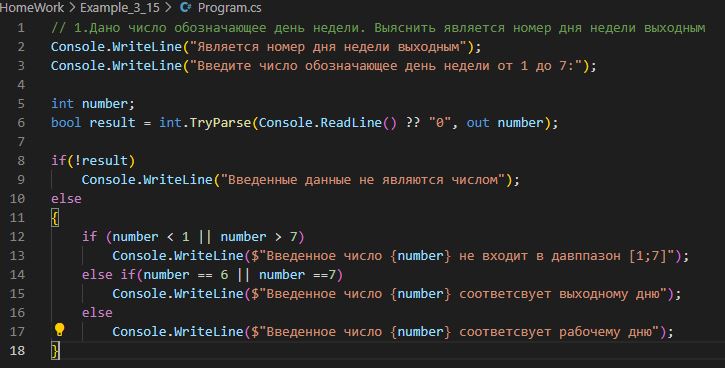 HomeWork > Example_3_15 > C# Program.cs
1 // 1.Дано число обозначающее день недели. Выяснить является номер дня недели выходным
2 Console.WriteLine("Является номер дня недели выходным");
3 Console.WriteLine("Введите число обозначающее день недели от 1 до 7:");
4
5 int number;
6 bool result = int.TryParse(Console.ReadLine() ?? "0", out number);
7
8 if(!result)
9 Console.WriteLine("Введенные данные не являются числом");
10 else
11 {
12 if (number < 1 || number > 7)
13 Console.WriteLine($"Введенное число {number} не входит в давппазон [1;7]");
14 else if(number == 6 || number ==7)
15 Console.WriteLine($"Введенное число {number} соответсвует выходному дню");
16 else
17 Console.WriteLine($"Введенное число {number} соответсвует рабочему дню");
18 }